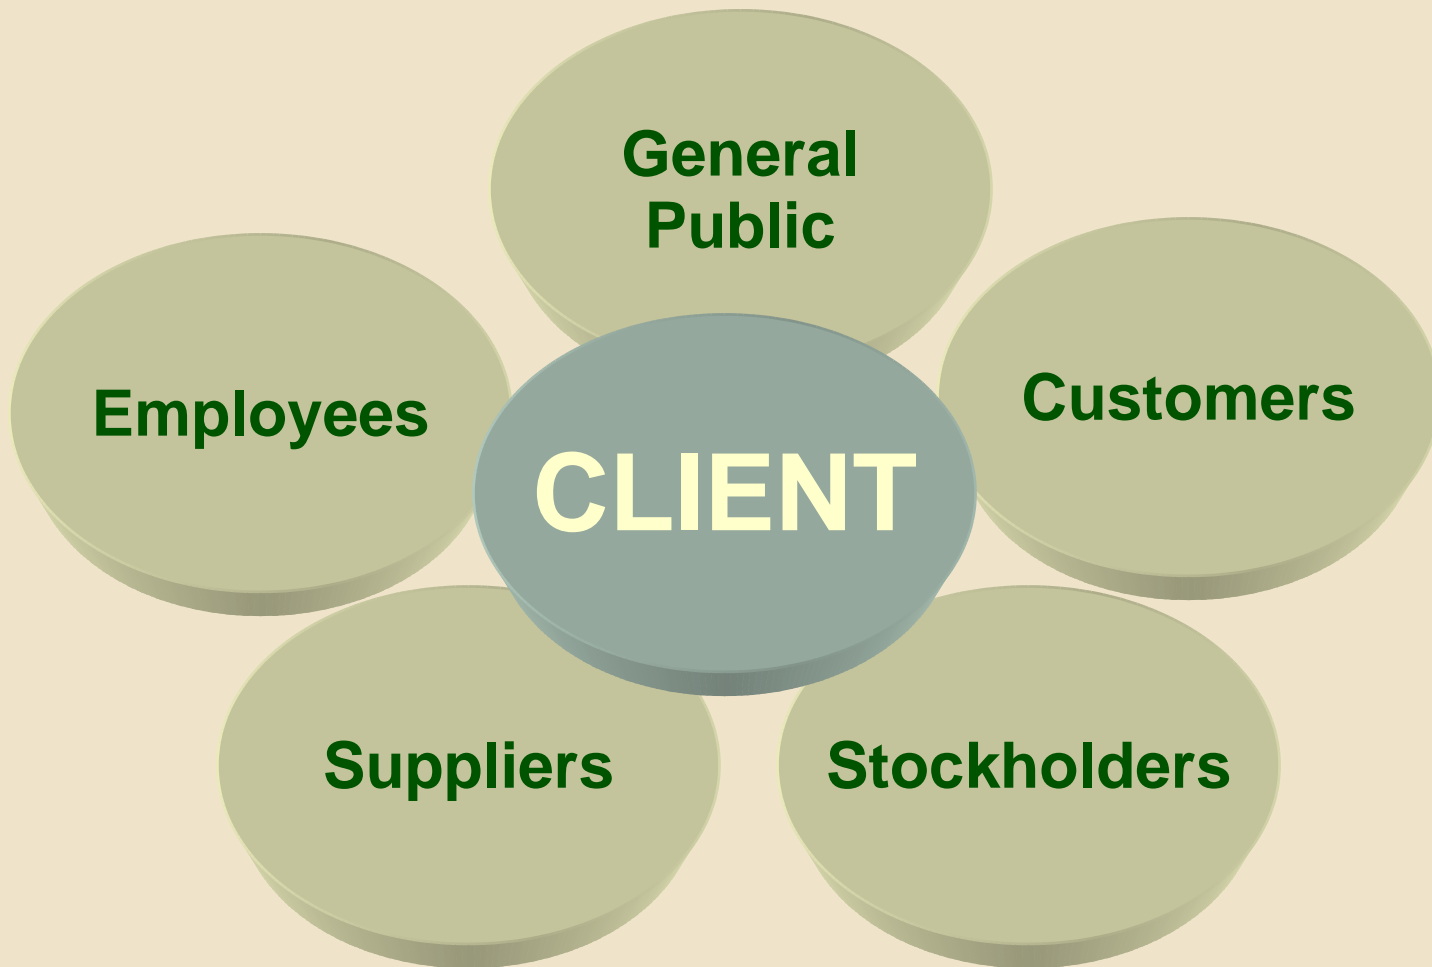 General
Public
Employees
Customers
CLIENT
Suppliers
Stockholders